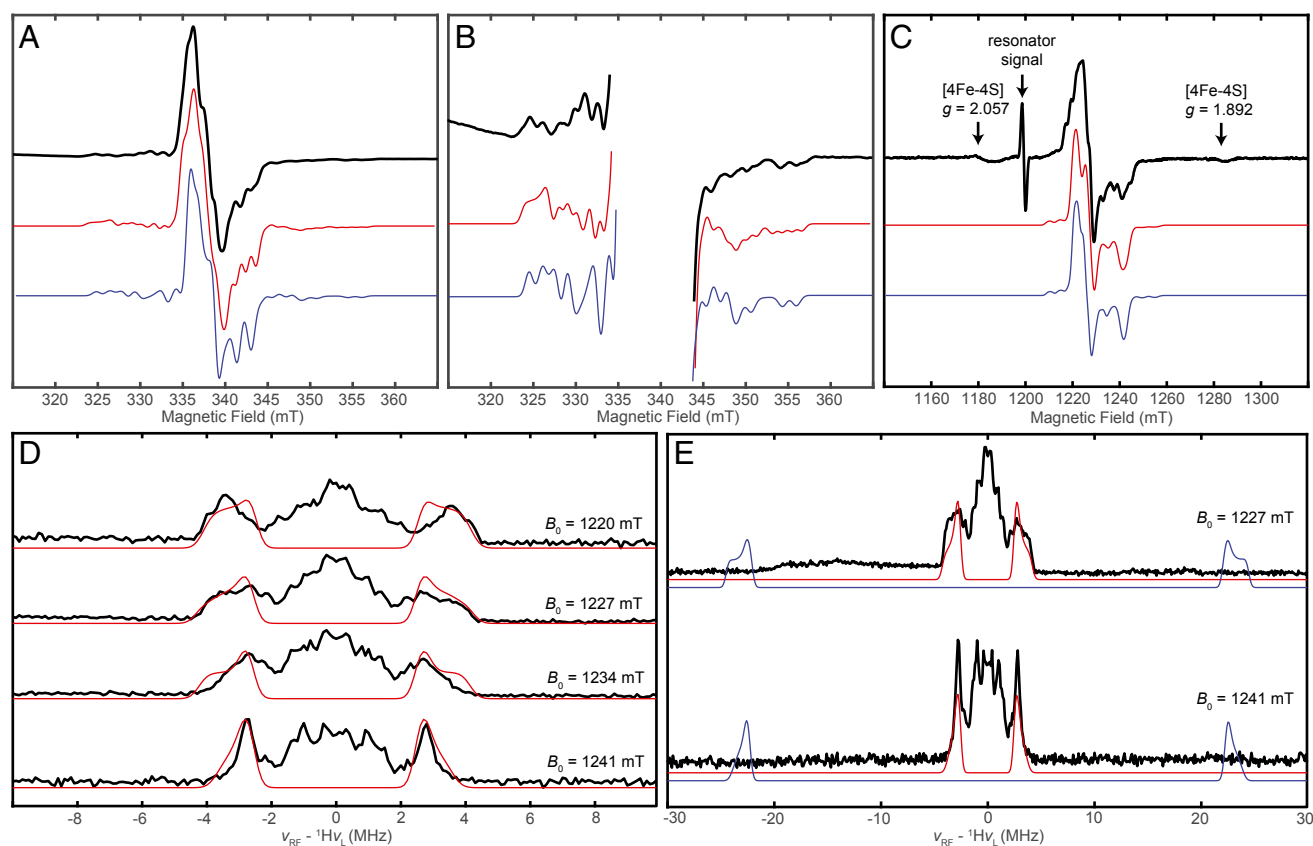 A
B
C
resonator
signal
[4Fe-4S]
g = 2.057
[4Fe-4S]
g = 1.892
320 325 330 335 340 345 350 355 360
Magnetic Field (mT)
320 325 330 335 340 345 350 355 360
Magnetic Field (mT)
1160 1180 1200 1220 1240 1260 1280 1300
Magnetic Field (mT)
D
B0 = 1220 mT
B0 = 1227 mT
B0 = 1234 mT
B0 = 1241 mT
-8 -6 -4 -2 0 2 4 6 8
νRF - ¹HνL (MHz)
E
B0 = 1227 mT
B0 = 1241 mT
-30 -20 -10 0 10 20 30
νRF - ¹HνL (MHz)